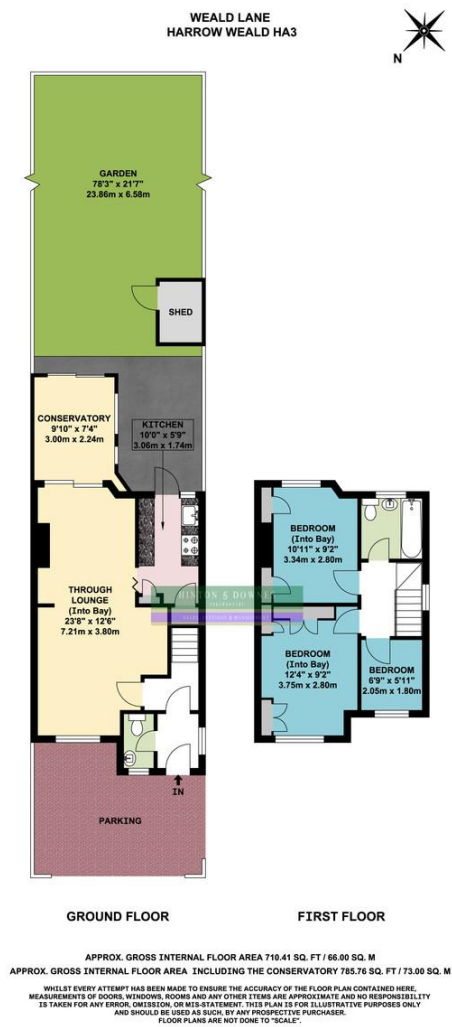 WEALD LANE
HARROW WEALD HA3
N
GARDEN
78'3" x 21'7"
23.86m x 6.58m
SHED
CONSERVATORY
9'10" x 7'4"
3.00m x 2.24m
KITCHEN
10'0" x 5'9"
3.06m x 1.74m
THROUGH
LOUNGE
(Into Bay)
23'8" x 12'6"
7.21m x 3.80m
BEDROOM
(Into Bay)
10'11" x 9'2"
3.34m x 2.80m
BEDROOM
(Into Bay)
12'4" x 9'2"
3.75m x 2.80m
BEDROOM
6'9" x 5'11"
2.05m x 1.80m
HINTON & DOWNES
IN
PARKING
GROUND FLOOR
FIRST FLOOR
APPROX. GROSS INTERNAL FLOOR AREA 710.41 SQ. FT / 66.00 SQ. M
APPROX. GROSS INTERNAL FLOOR AREA INCLUDING THE CONSERVATORY 785.76 SQ. FT / 73.00 SQ. M
WHILST EVERY ATTEMPT HAS BEEN MADE TO ENSURE THE ACCURACY OF THE FLOOR PLAN CONTAINED HERE,
MEASUREMENTS OF DOORS, WINDOWS, ROOMS AND ANY OTHER ITEMS ARE APPROXIMATE AND NO RESPONSIBILITY
IS TAKEN FOR ANY ERROR, OMISSION, OR MIS-STATEMENT. THIS PLAN IS FOR ILLUSTRATIVE PURPOSES ONLY
AND SHOULD BE USED AS SUCH, BY ANY PROSPECTIVE PURCHASER.
FLOOR PLANS ARE NOT DONE TO "SCALE".